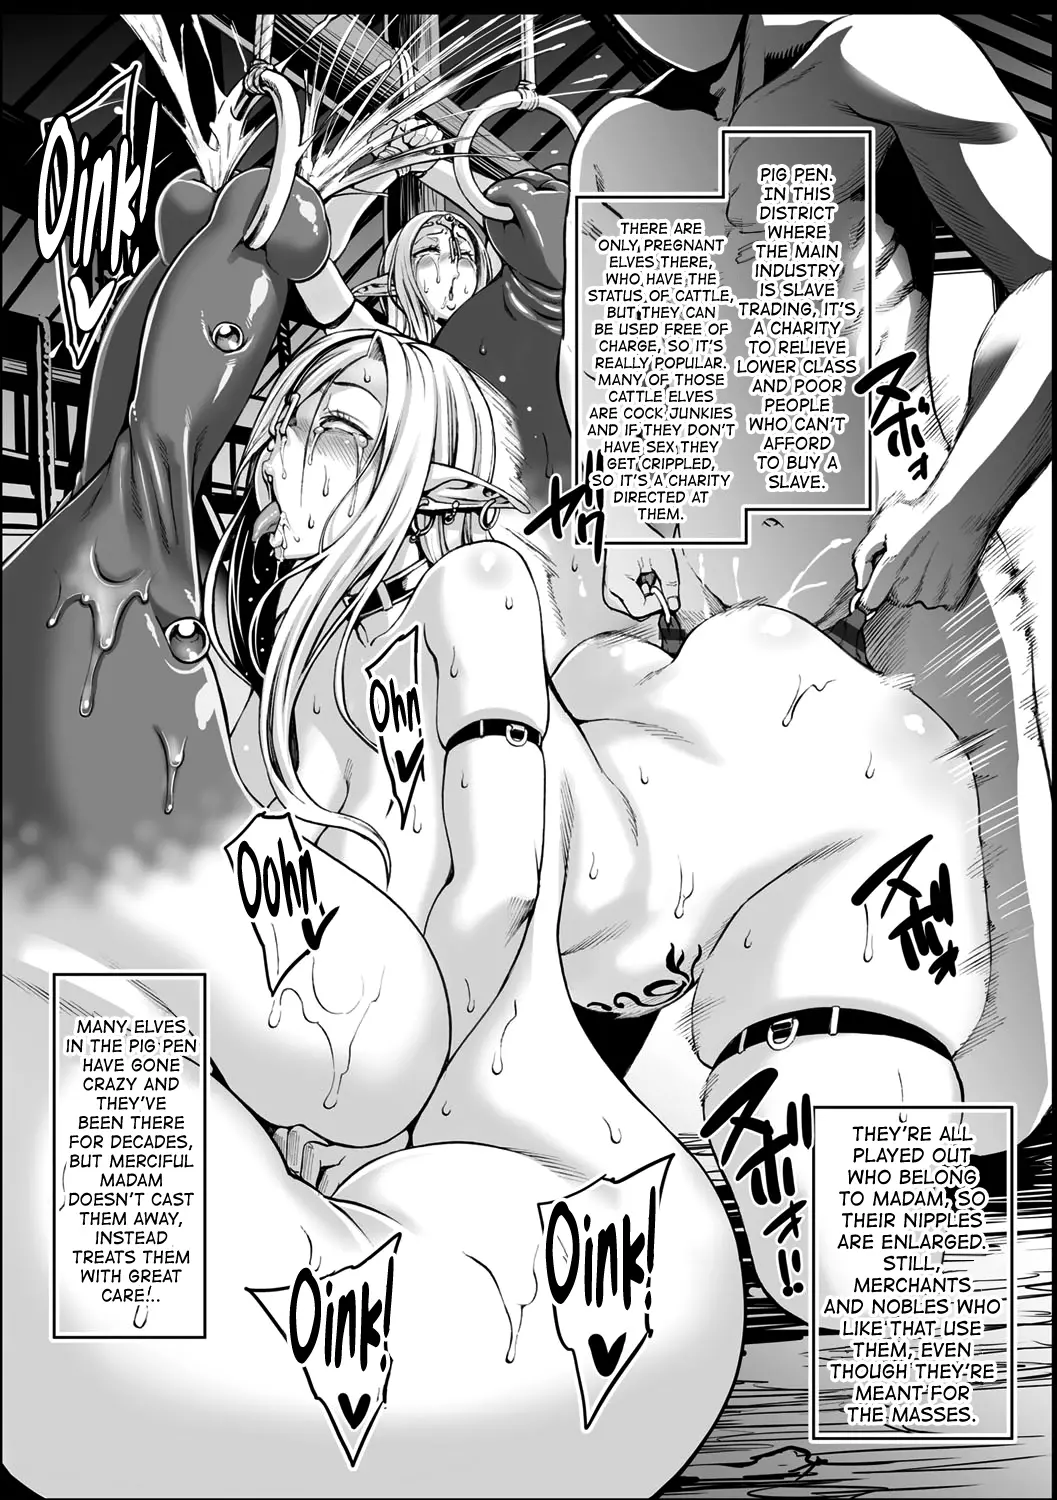 Oink!
PIG PEN.
IN THIS
DISTRICT
WHERE
THE MAIN
INDUSTRY
IS SLAVE
TRADING, IT'S
A CHARITY
TO RELIEVE
LOWER CLASS
AND POOR
PEOPLE
WHO CAN'T
AFFORD
TO BUY A
SLAVE.
THERE ARE
ONLY PREGNANT
ELVES THERE,
WHO HAVE THE
STATUS OF CATTLE,
BUT THEY CAN
BE USED FREE OF
CHARGE, SO IT'S
REALLY POPULAR.
MANY OF THOSE
CATTLE ELVES
ARE COCK JUNKIES
AND IF THEY DON'T
HAVE SEX THEY
GET CRIPPLED,
SO IT'S A CHARITY
DIRECTED AT
THEM.
Ohn
Oohn
THEY'RE ALL
PLAYED OUT
WHO BELONG
TO MADAM, SO
THEIR NIPPLES
ARE ENLARGED.
STILL,
MERCHANTS
AND NOBLES WHO
LIKE THAT USE
THEM, EVEN
THOUGH THEY'RE
MEANT FOR
THE MASSES.
Oink!
Oink!
MANY ELVES
IN THE PIG PEN
HAVE GONE
CRAZY AND
THEY'VE
BEEN THERE
FOR DECADES,
BUT MERCIFUL
MADAM
DOESN'T CAST
THEM AWAY,
INSTEAD
TREATS THEM
WITH GREAT
CARE!..